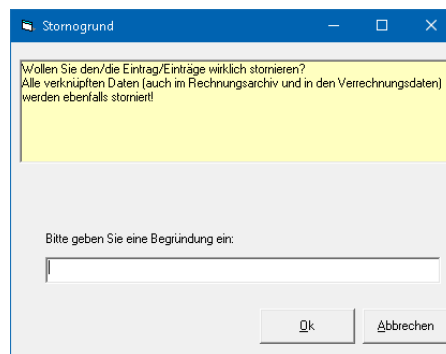 Stornogrund
Wollen Sie den/die Eintrag/Einträge wirklich stornieren?
Alle verknüpften Daten (auch im Rechnungsarchiv und in den Verrechnungsdaten)
werden ebenfalls storniert!
Bitte geben Sie eine Begründung ein:
Ok
Abbrechen